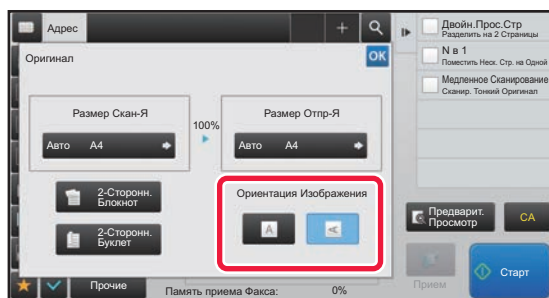 Адрес
Оригинал
OK
Размер Скан-Я
100%
Размер Отпр-Я
Авто A4
Авто A4
2-Сторонн.
Блокнот
2-Сторонн.
Буклет
Ориентация Изображения
A
A
Прочие
Память приема Факса: 0%
Двойн.Прос.Стр
Разделить на 2 Страницы
N в 1
Поместить Неск. Стр. на Одной
Медленное Сканирование
Сканир. Тонкий Оригинал
Предварит.
Просмотр
CA
Прием
Старт